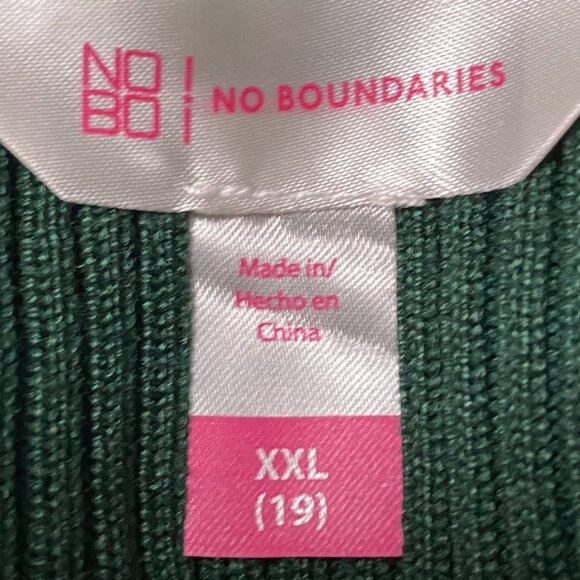 NO
BO
NO BOUNDARIES
Made in/
Hecho en
China
XXL
(19)